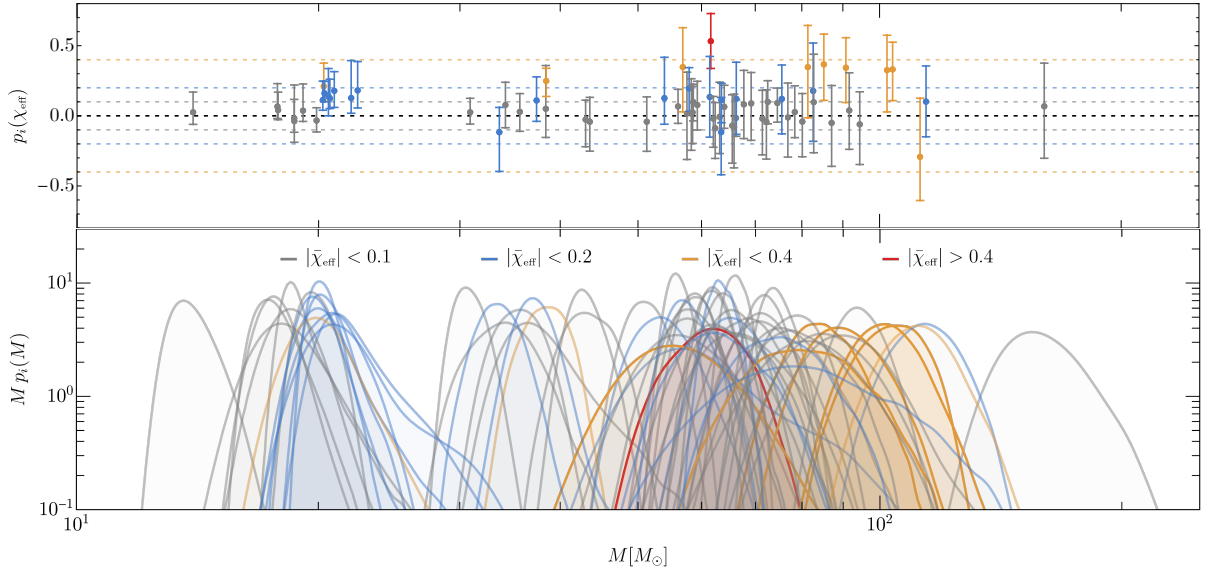 p_i(χ_eff)
0.5
0.0
−0.5
|χ̄_eff| < 0.1
|χ̄_eff| < 0.2
|χ̄_eff| < 0.4
|χ̄_eff| > 0.4
M p_i(M)
10^1
10^0
10^−1
10^1
10^2
M[M_⊙]